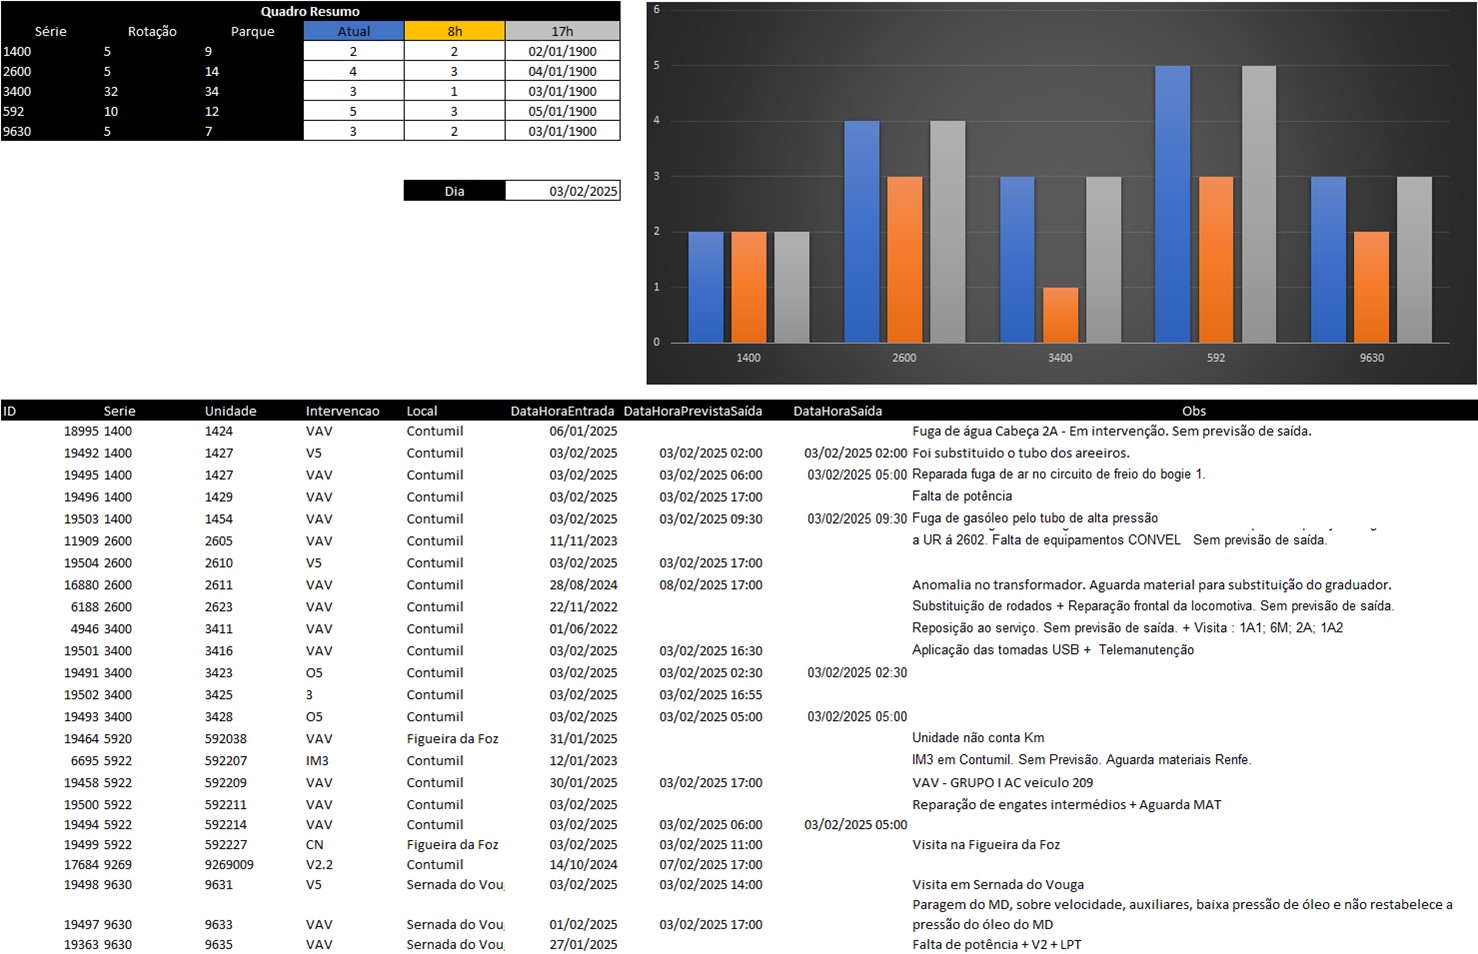 Quadro Resumo
Série Rotação Parque Atual 8h 17h
1400 5 9 2 2 02/01/1900
2600 5 14 4 3 04/01/1900
3400 32 34 3 1 03/01/1900
592 10 12 5 3 05/01/1900
9630 5 7 3 2 03/01/1900
Dia 03/02/2025
6
5
4
3
2
1
0
1400 2600 3400 592 9630
ID Serie Unidade Intervencao Local DataHoraEntrada DataHoraPrevistaSaída DataHoraSaída Obs
18995 1400 1424 VAV Contumil 06/01/2025 Fuga de água Cabeça 2A - Em intervenção. Sem previsão de saída.
19492 1400 1427 V5 Contumil 03/02/2025 03/02/2025 02:00 03/02/2025 02:00 Foi substituido o tubo dos areeiros.
19495 1400 1427 VAV Contumil 03/02/2025 03/02/2025 06:00 03/02/2025 05:00 Reparada fuga de ar no circuito de freio do bogie 1.
19496 1400 1429 VAV Contumil 03/02/2025 03/02/2025 17:00 Falta de potência
19503 1400 1454 VAV Contumil 03/02/2025 03/02/2025 09:30 03/02/2025 09:30 Fuga de gasóleo pelo tubo de alta pressão
11909 2600 2605 VAV Contumil 11/11/2023 a UR á 2602. Falta de equipamentos CONVEL Sem previsão de saída.
19504 2600 2610 V5 Contumil 03/02/2025 03/02/2025 17:00
16880 2600 2611 VAV Contumil 28/08/2024 08/02/2025 17:00 Anomalia no transformador. Aguarda material para substituição do graduador.
6188 2600 2623 VAV Contumil 22/11/2022 Substituição de rodados + Reparação frontal da locomotiva. Sem previsão de saída.
4946 3400 3411 VAV Contumil 01/06/2022 Reposição ao serviço. Sem previsão de saída. + Visita : 1A1; 6M; 2A; 1A2
19501 3400 3416 VAV Contumil 03/02/2025 03/02/2025 16:30 Aplicação das tomadas USB + Telemanutenção
19491 3400 3423 O5 Contumil 03/02/2025 03/02/2025 02:30 03/02/2025 02:30
19502 3400 3425 3 Contumil 03/02/2025 03/02/2025 16:55
19493 3400 3428 O5 Contumil 03/02/2025 03/02/2025 05:00 03/02/2025 05:00
19464 5920 592038 VAV Figueira da Foz 31/01/2025 Unidade não conta Km
6695 5922 592207 IM3 Contumil 12/01/2023 IM3 em Contumil. Sem Previsão. Aguarda materiais Renfe.
19458 5922 592209 VAV Contumil 30/01/2025 03/02/2025 17:00 VAV - GRUPO I AC veiculo 209
19500 5922 592211 VAV Contumil 03/02/2025 Reparação de engates intermédios + Aguarda MAT
19494 5922 592214 VAV Contumil 03/02/2025 03/02/2025 06:00 03/02/2025 05:00
19499 5922 592227 CN Figueira da Foz 03/02/2025 03/02/2025 11:00 Visita na Figueira da Foz
17684 9269 9269009 V2.2 Contumil 14/10/2024 07/02/2025 17:00
19498 9630 9631 V5 Sernada do Vou 03/02/2025 03/02/2025 14:00 Visita em Sernada do Vouga
Paragem do MD, sobre velocidade, auxiliares, baixa pressão de óleo e não restabelece a
19497 9630 9633 VAV Sernada do Vou 01/02/2025 03/02/2025 17:00 pressão do óleo do MD
19363 9630 9635 VAV Sernada do Vou 27/01/2025 Falta de potência + V2 + LPT